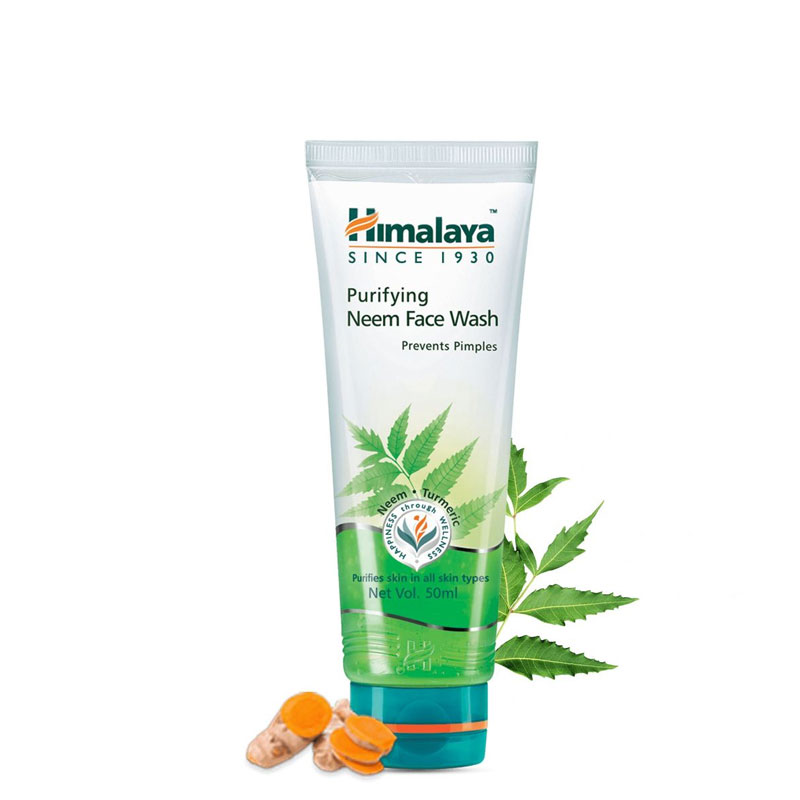 Himalaya™
SINCE 1930
Purifying
Neem Face Wash
Prevents Pimples
Neem • Turmeric
HAPPINESS through WELLNESS
Purifies skin in all skin types
Net Vol. 50ml
H